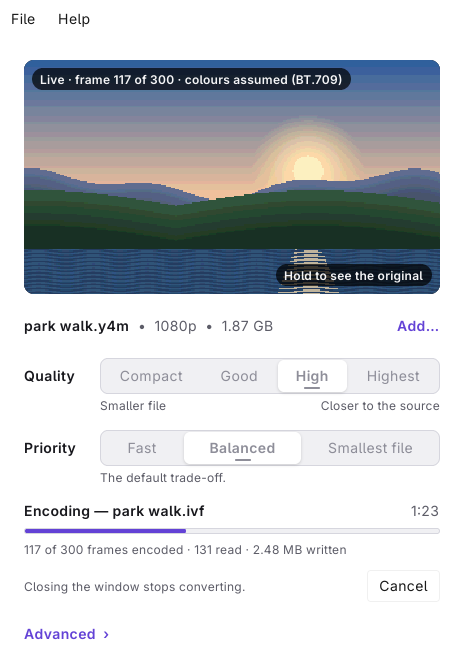 File Help
Live · frame 117 of 300 · colours assumed (BT.709)
Hold to see the original
park walk.y4m • 1080p • 1.87 GB Add...
Quality Compact Good High Highest
Smaller file Closer to the source
Priority Fast Balanced Smallest file
The default trade-off.
Encoding — park walk.ivf 1:23
117 of 300 frames encoded · 131 read · 2.48 MB written
Closing the window stops converting. Cancel
Advanced ›